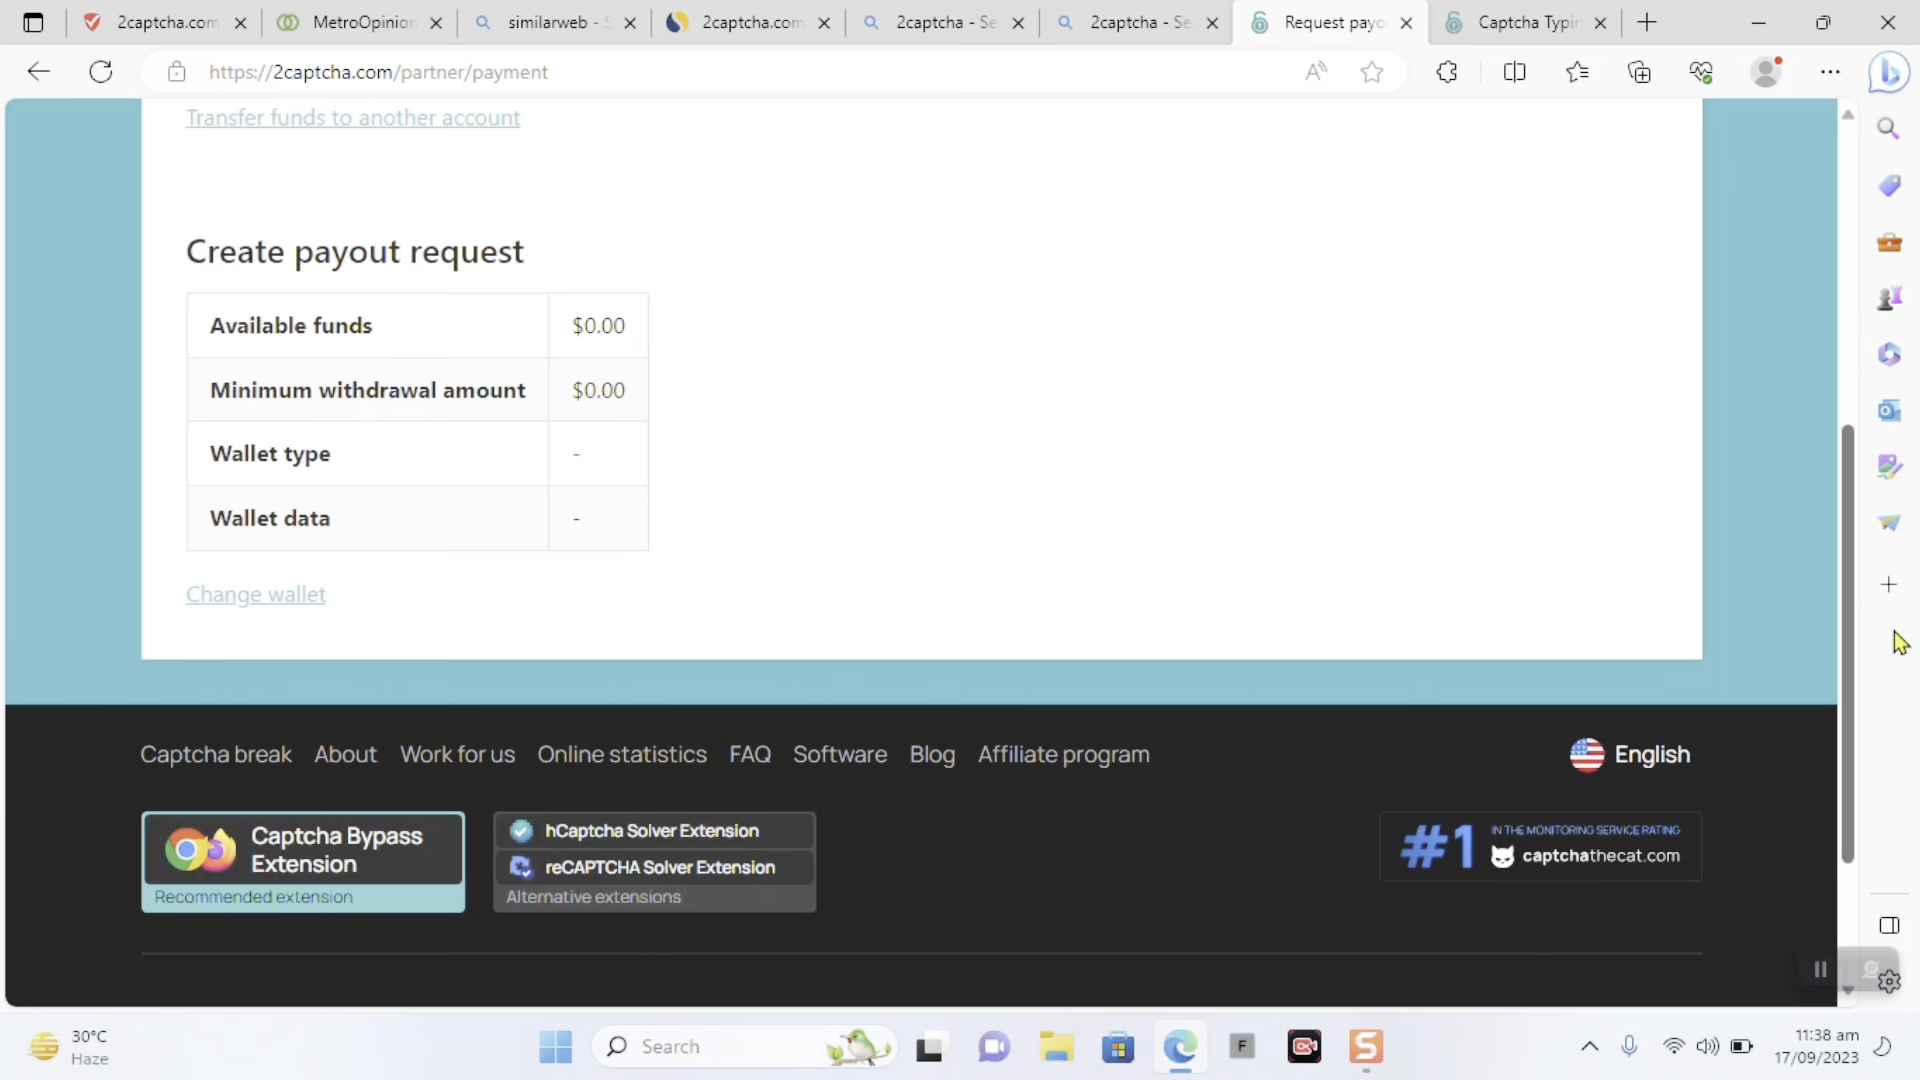 2captcha.com
MetroOpinion
similarweb - S
2captcha.com
2captcha - Se
2captcha - Se
Request payo
Captcha Typin
https://2captcha.com/partner/payment
Transfer funds to another account
Create payout request
Available funds $0.00
Minimum withdrawal amount $0.00
Wallet type -
Wallet data -
Change wallet
Captcha break About Work for us Online statistics FAQ Software Blog Affiliate program English
Captcha Bypass
Extension
Recommended extension
hCaptcha Solver Extension
reCAPTCHA Solver Extension
Alternative extensions
#1 IN THE MONITORING SERVICE RATING
captchathecat.com
30°C
Haze
Search
F
S
11:38 am
17/09/2023